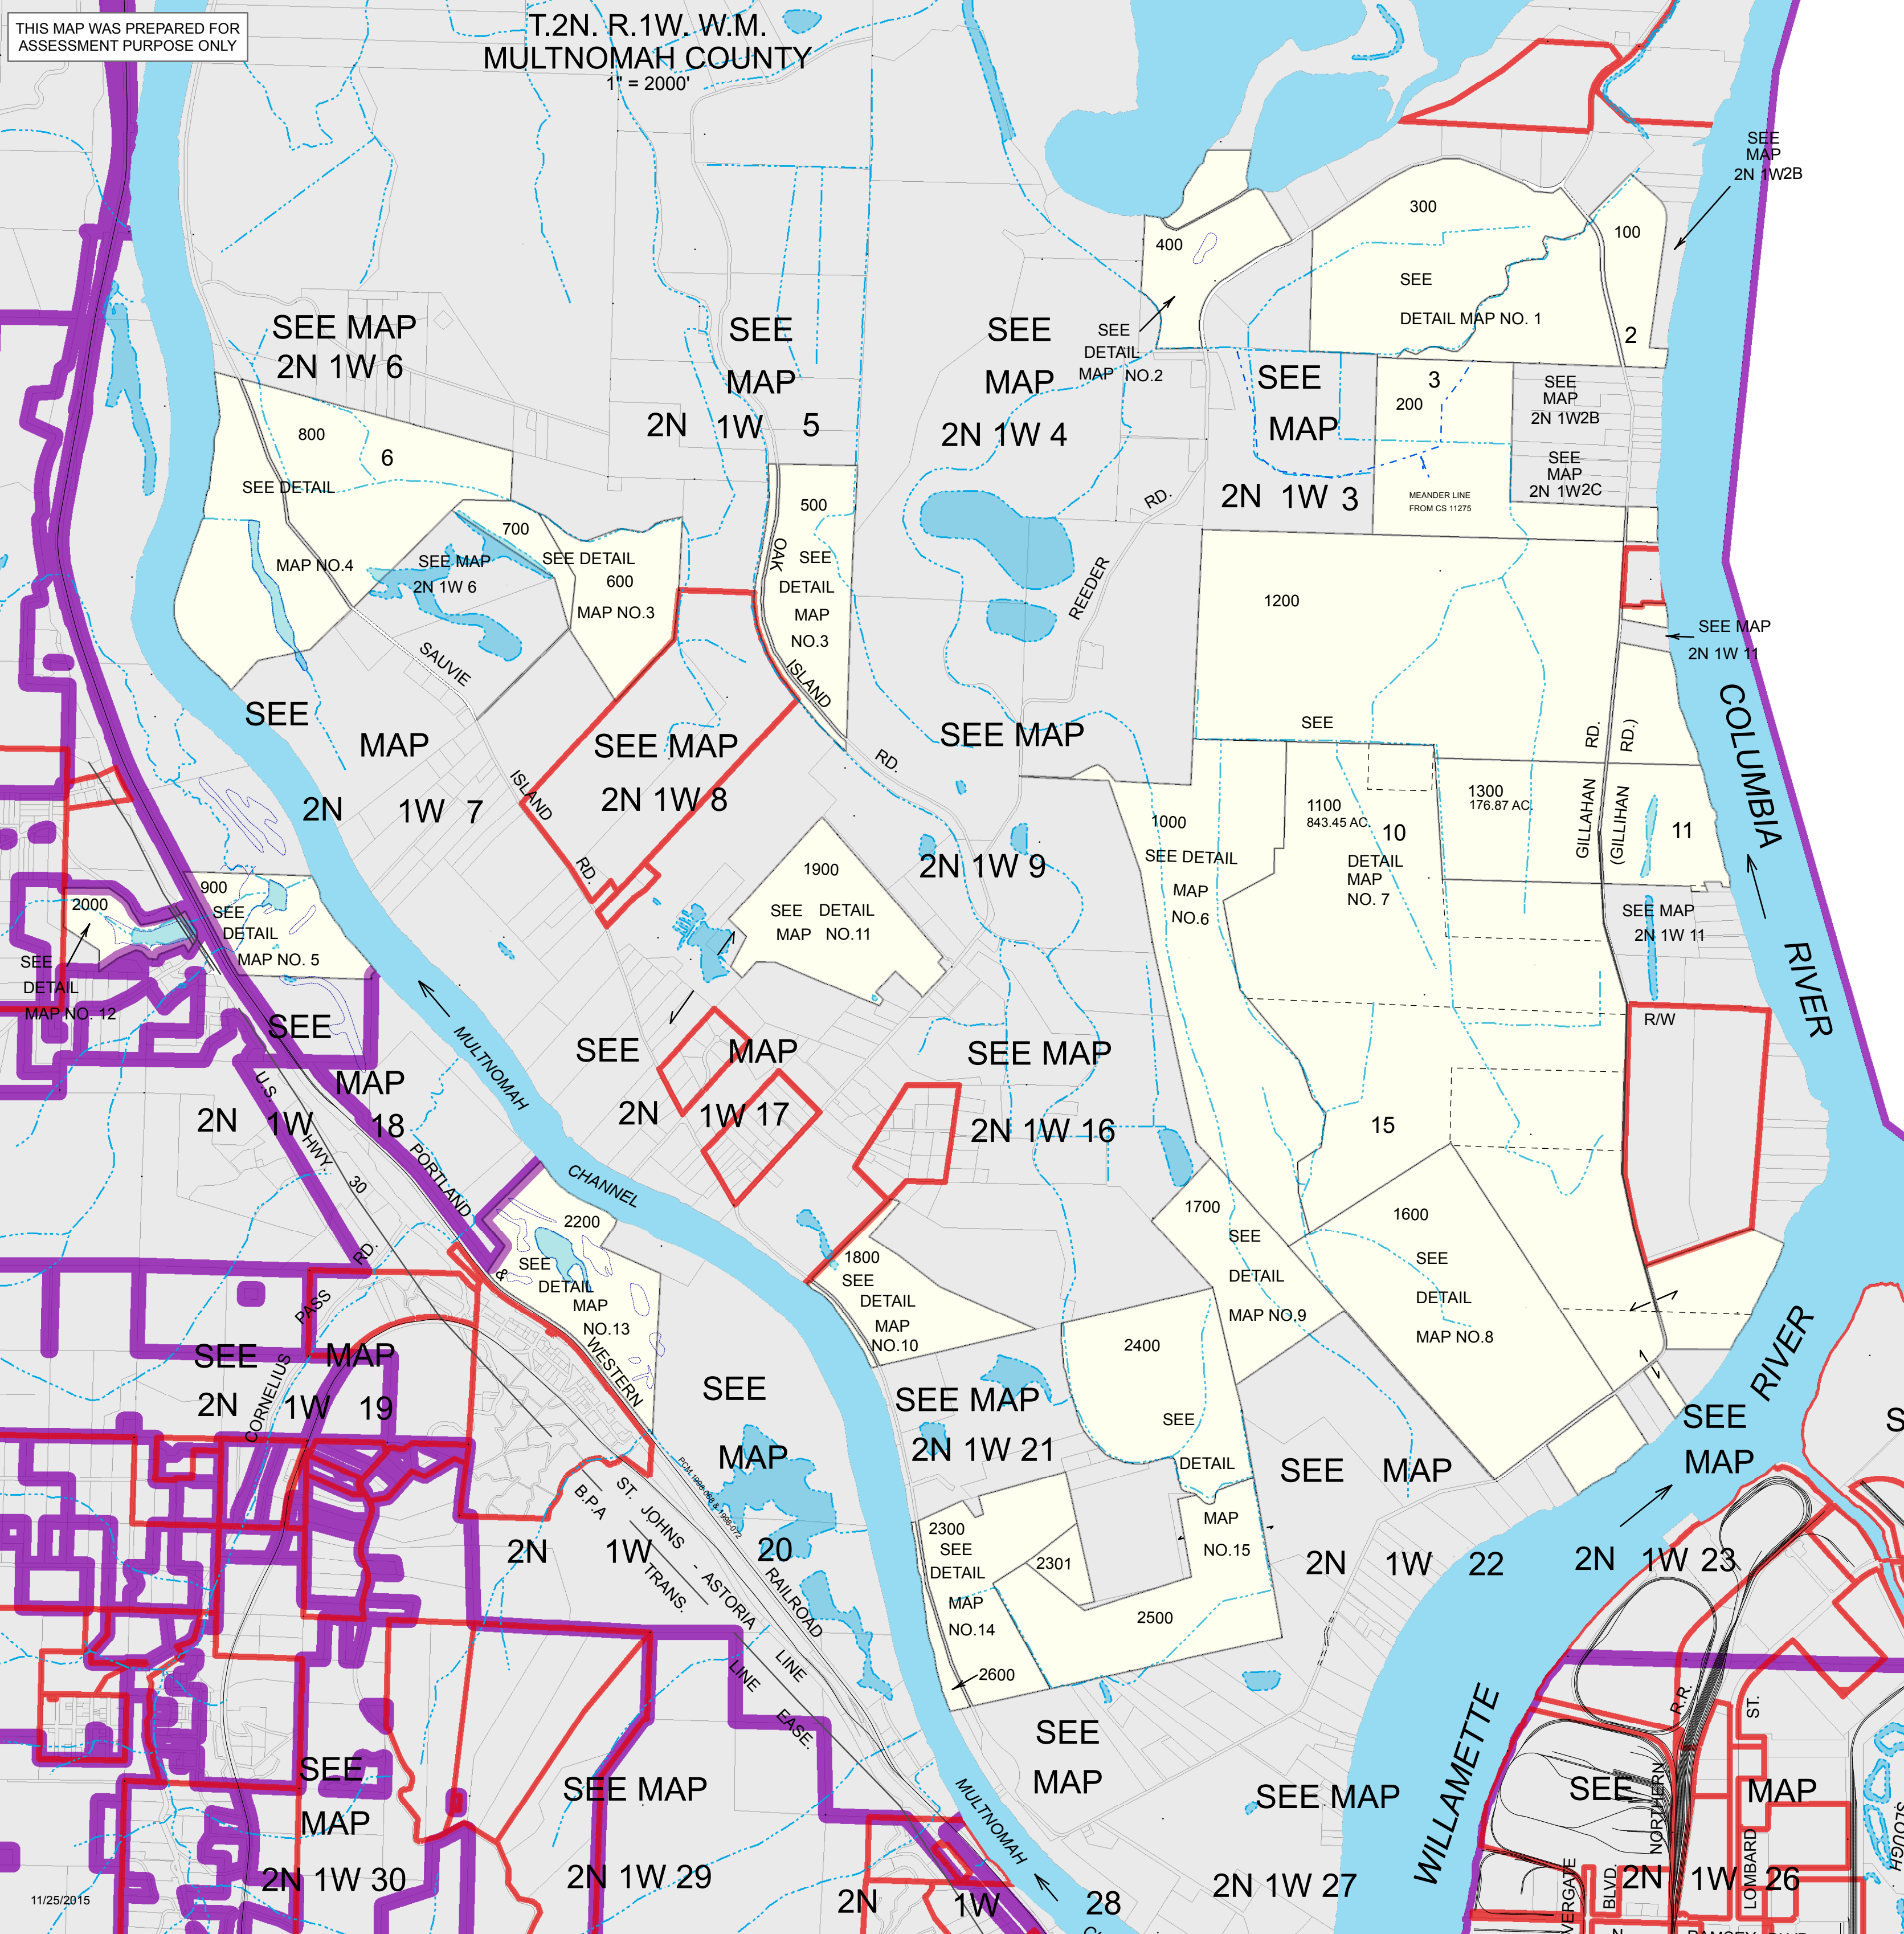 THIS MAP WAS PREPARED FOR
ASSESSMENT PURPOSE ONLY
T.2N. R.1W. W.M.
MULTNOMAH COUNTY
1" = 2000'
SEE
MAP
2N 1W2B
300
100
400
SEE
DETAIL MAP NO. 1
2
SEE
DETAIL
MAP NO.2
SEE MAP
2N 1W 6
SEE
MAP
2N 1W 5
SEE
MAP
2N 1W 4
SEE
MAP
2N 1W 3
3
200
MEANDER LINE
FROM CS 11275
SEE
MAP
2N 1W2B
SEE
MAP
2N 1W2C
800
6
SEE DETAIL
MAP NO.4
700
SEE MAP
2N 1W 6
SEE DETAIL
600
MAP NO.3
500
SEE
DETAIL
MAP
NO.3
OAK
ISLAND
RD.
REEDER
RD.
1200
SEE
SEE MAP
2N 1W 11
SAUVIE
ISLAND
RD.
SEE
MAP
2N 1W 7
SEE MAP
2N 1W 8
SEE MAP
2N 1W 9
1000
SEE DETAIL
MAP
NO.6
1100
843.45 AC.
10
DETAIL
MAP
NO. 7
1300
176.87 AC.
GILLAHAN
RD.
(GILLIHAN
RD.)
11
COLUMBIA
RIVER
SEE MAP
2N 1W 11
R/W
900
SEE
DETAIL
MAP NO. 5
2000
SEE
DETAIL
MAP NO. 12
1900
SEE DETAIL
MAP NO.11
SEE
MAP
2N 1W 18
SEE
MAP
2N 1W 17
SEE MAP
2N 1W 16
15
MULTNOMAH
CHANNEL
U.S.
HWY.
30
PORTLAND
&
WESTERN
RAILROAD
2200
SEE
DETAIL
MAP
NO.13
1800
SEE
DETAIL
MAP
NO.10
1700
SEE
DETAIL
MAP NO.9
1600
SEE
DETAIL
MAP NO.8
CORNELIUS
PASS
RD.
SEE MAP
2N 1W 19
SEE
MAP
2N 1W 20
PCM 1998-068 & 1998-072
ST. JOHNS - ASTORIA
LINE
B.P.A
TRANS.
LINE
EASE.
SEE MAP
2N 1W 21
2400
SEE
DETAIL
MAP
NO.15
2300
SEE
DETAIL
MAP
NO.14
2301
2500
2600
SEE MAP
2N 1W 22
RIVER
SEE
MAP
2N 1W 23
S
WILLAMETTE
SEE
MAP
2N 1W 30
SEE MAP
2N 1W 29
SEE
MAP
2N 1W 28
MULTNOMAH
SEE MAP
2N 1W 27
SEE MAP
2N 1W 26
NORTHERN
R.R.
LOMBARD
ST.
BLVD.
SLOUGH
11/25/2015